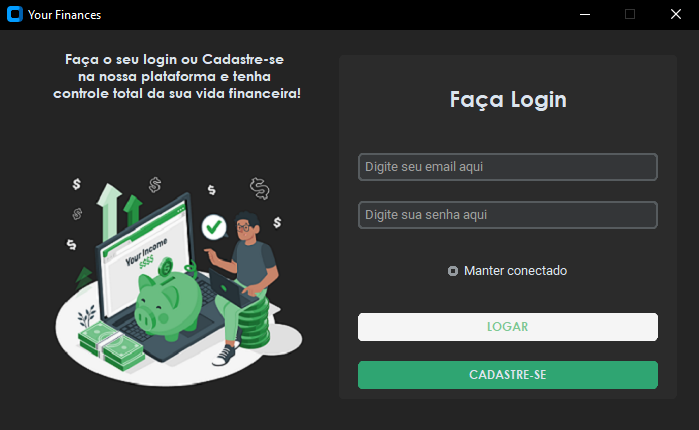 Your Finances
Faça o seu login ou Cadastre-se
na nossa plataforma e tenha
controle total da sua vida financeira!
Your Income
$$$$
Faça Login
Digite seu email aqui
Digite sua senha aqui
Manter conectado
LOGAR
CADASTRE-SE